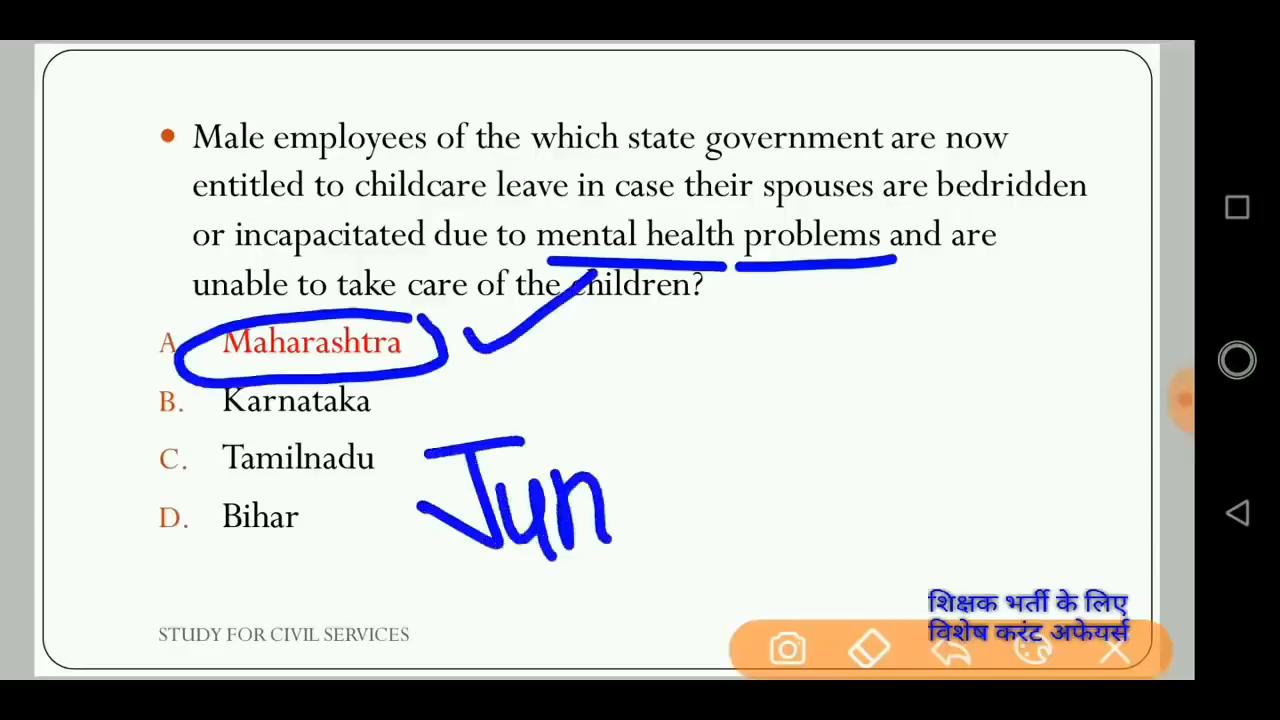 Male employees of the which state government are now
entitled to childcare leave in case their spouses are bedridden
or incapacitated due to mental health problems and are
unable to take care of the children?
A. Maharashtra
B. Karnataka
C. Tamilnadu
D. Bihar
Jun
STUDY FOR CIVIL SERVICES
शिक्षक भर्ती के लिए
विशेष करंट अफेयर्स